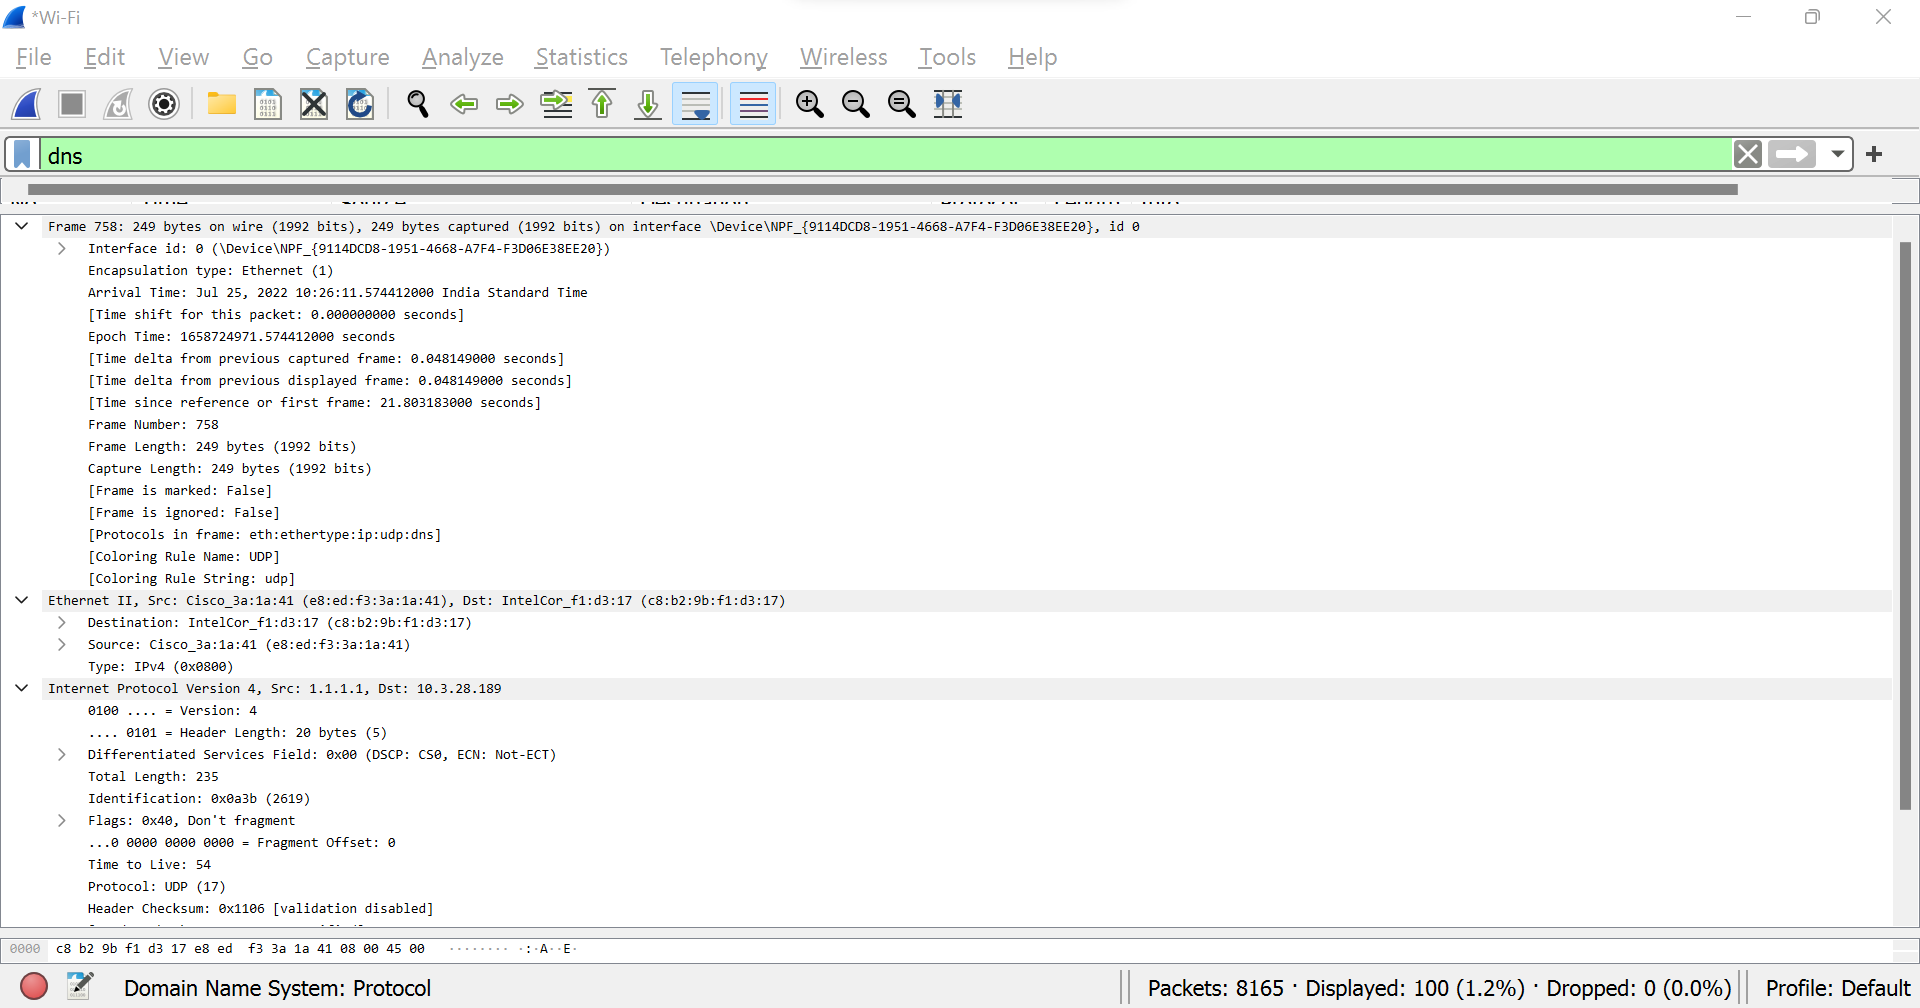 *Wi-Fi
File Edit View Go Capture Analyze Statistics Telephony Wireless Tools Help
dns
Frame 758: 249 bytes on wire (1992 bits), 249 bytes captured (1992 bits) on interface \Device\NPF_{9114DCD8-1951-4668-A7F4-F3D06E38EE20}, id 0
Interface id: 0 (\Device\NPF_{9114DCD8-1951-4668-A7F4-F3D06E38EE20})
Encapsulation type: Ethernet (1)
Arrival Time: Jul 25, 2022 10:26:11.574412000 India Standard Time
[Time shift for this packet: 0.000000000 seconds]
Epoch Time: 1658724971.574412000 seconds
[Time delta from previous captured frame: 0.048149000 seconds]
[Time delta from previous displayed frame: 0.048149000 seconds]
[Time since reference or first frame: 21.803183000 seconds]
Frame Number: 758
Frame Length: 249 bytes (1992 bits)
Capture Length: 249 bytes (1992 bits)
[Frame is marked: False]
[Frame is ignored: False]
[Protocols in frame: eth:ethertype:ip:udp:dns]
[Coloring Rule Name: UDP]
[Coloring Rule String: udp]
Ethernet II, Src: Cisco_3a:1a:41 (e8:ed:f3:3a:1a:41), Dst: IntelCor_f1:d3:17 (c8:b2:9b:f1:d3:17)
Destination: IntelCor_f1:d3:17 (c8:b2:9b:f1:d3:17)
Source: Cisco_3a:1a:41 (e8:ed:f3:3a:1a:41)
Type: IPv4 (0x0800)
Internet Protocol Version 4, Src: 1.1.1.1, Dst: 10.3.28.189
0100 .... = Version: 4
.... 0101 = Header Length: 20 bytes (5)
Differentiated Services Field: 0x00 (DSCP: CS0, ECN: Not-ECT)
Total Length: 235
Identification: 0x0a3b (2619)
Flags: 0x40, Don't fragment
...0 0000 0000 0000 = Fragment Offset: 0
Time to Live: 54
Protocol: UDP (17)
Header Checksum: 0x1106 [validation disabled]
0000 c8 b2 9b f1 d3 17 e8 ed f3 3a 1a 41 08 00 45 00 ········ ·:·A··E·
Domain Name System: Protocol Packets: 8165 · Displayed: 100 (1.2%) · Dropped: 0 (0.0%) Profile: Default